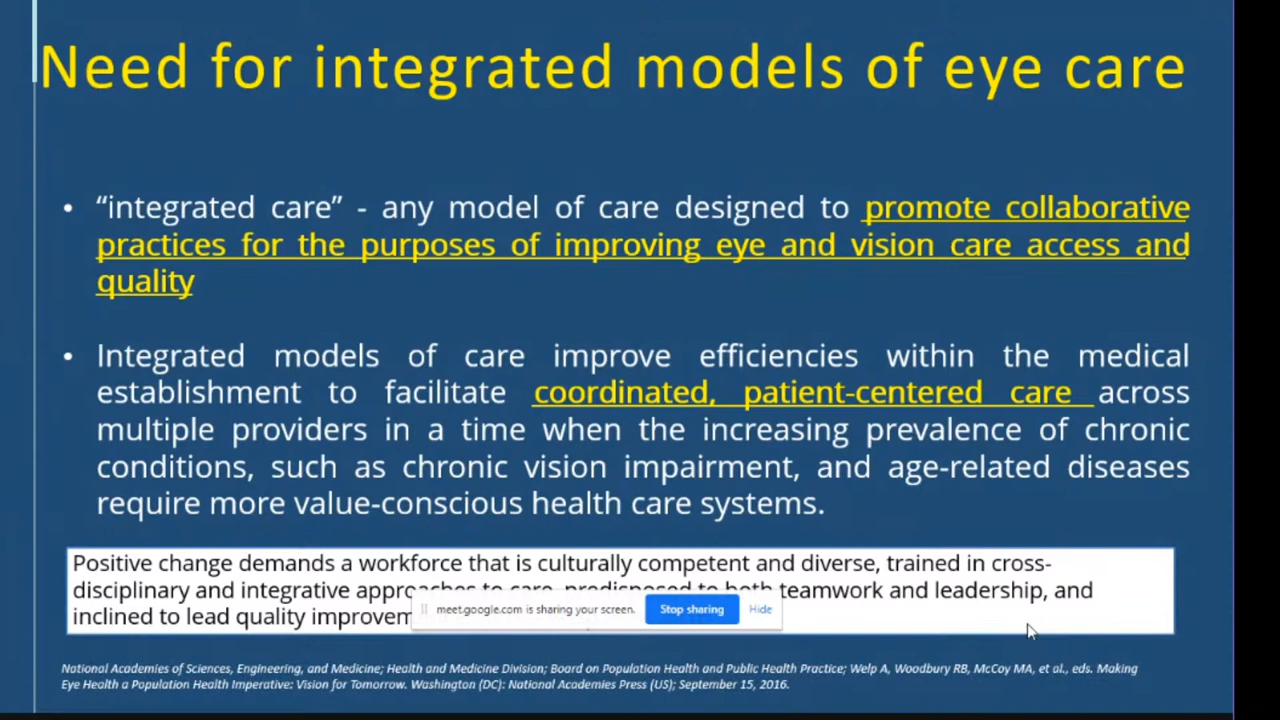 Need for integrated models of eye care
• “integrated care” - any model of care designed to promote collaborative
practices for the purposes of improving eye and vision care access and
quality
• Integrated models of care improve efficiencies within the medical
establishment to facilitate coordinated, patient-centered care across
multiple providers in a time when the increasing prevalence of chronic
conditions, such as chronic vision impairment, and age-related diseases
require more value-conscious health care systems.
Positive change demands a workforce that is culturally competent and diverse, trained in cross-
disciplinary and integrative approaches to care, predisposed to both teamwork and leadership, and
inclined to lead quality improvem
meet.google.com is sharing your screen. Stop sharing Hide
National Academies of Sciences, Engineering, and Medicine; Health and Medicine Division; Board on Population Health and Public Health Practice; Welp A, Woodbury RB, McCoy MA, et al., eds. Making
Eye Health a Population Health Imperative: Vision for Tomorrow. Washington (DC): National Academies Press (US); September 15, 2016.